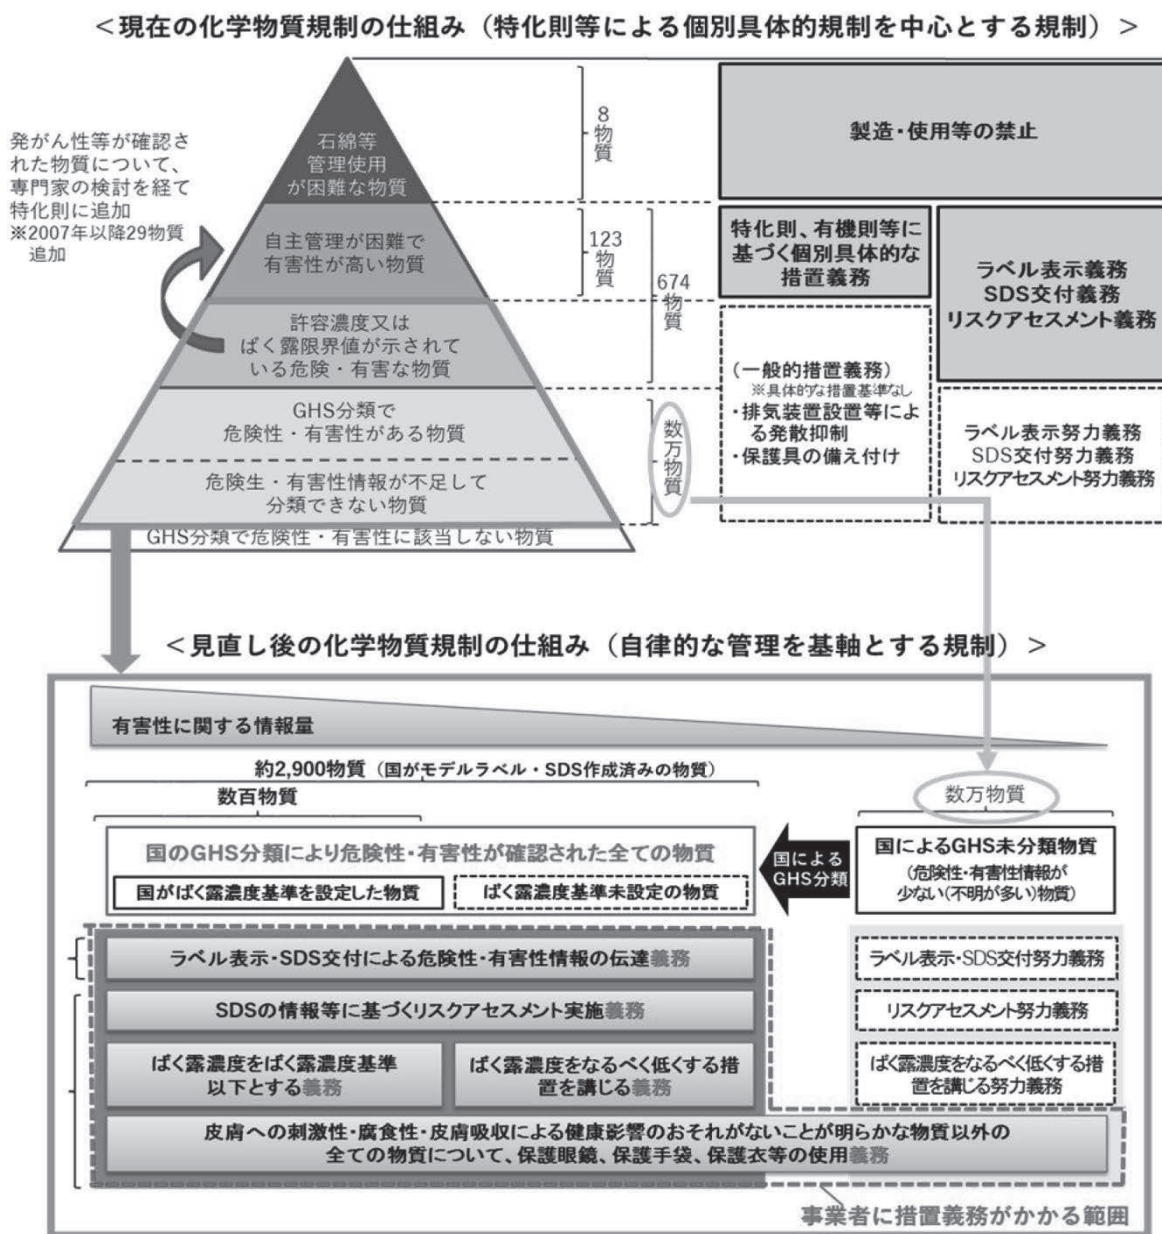 ＜現在の化学物質規制の仕組み（特化則等による個別具体的規制を中心とする規制）＞
発がん性等が確認さ
れた物質について、
専門家の検討を経て
特化則に追加
※2007年以降29物質
追加
石綿等
管理使用
が困難な物質
自主管理が困難で
有害性が高い物質
許容濃度又は
ばく露限界値が示されて
いる危険・有害な物質
GHS分類で
危険性・有害性がある物質
危険生・有害性情報が不足して
分類できない物質
GHS分類で危険性・有害性に該当しない物質
8物質
123物質
674物質
数万物質
製造・使用等の禁止
特化則、有機則等に
基づく個別具体的な
措置義務
ラベル表示義務
SDS交付義務
リスクアセスメント義務
（一般的措置義務）
※具体的な措置基準なし
・排気装置設置等によ
る発散抑制
・保護具の備え付け
ラベル表示努力義務
SDS交付努力義務
リスクアセスメント努力義務
＜見直し後の化学物質規制の仕組み（自律的な管理を基軸とする規制）＞
有害性に関する情報量
約2,900物質（国がモデルラベル・SDS作成済みの物質）
数百物質
数万物質
国のGHS分類により危険性・有害性が確認された全ての物質
国がばく露濃度基準を設定した物質
ばく露濃度基準未設定の物質
国による
GHS分類
国によるGHS未分類物質
（危険性・有害性情報が
少ない（不明が多い）物質）
ラベル表示・SDS交付による危険性・有害性情報の伝達義務
ラベル表示・SDS交付努力義務
SDSの情報等に基づくリスクアセスメント実施義務
リスクアセスメント努力義務
ばく露濃度をばく露濃度基準
以下とする義務
ばく露濃度をなるべく低くする措
置を講じる義務
ばく露濃度をなるべく低くする措
置を講じる努力義務
皮膚への刺激性・腐食性・皮膚吸収による健康影響のおそれがないことが明らかな物質以外の
全ての物質について、保護眼鏡、保護手袋、保護衣等の使用義務
事業者に措置義務がかかる範囲